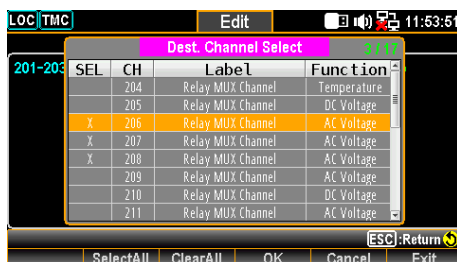 LOC TMC Edit 11:53:51
Dest. Channel Select 3/17
201-203 SEL CH Label Function
204 Relay MUX Channel Temperature
205 Relay MUX Channel DC Voltage
X 206 Relay MUX Channel AC Voltage
X 207 Relay MUX Channel AC Voltage
X 208 Relay MUX Channel AC Voltage
209 Relay MUX Channel AC Voltage
210 Relay MUX Channel DC Voltage
211 Relay MUX Channel AC Voltage
ESC:Return
SelectAll ClearAll OK Cancel Exit